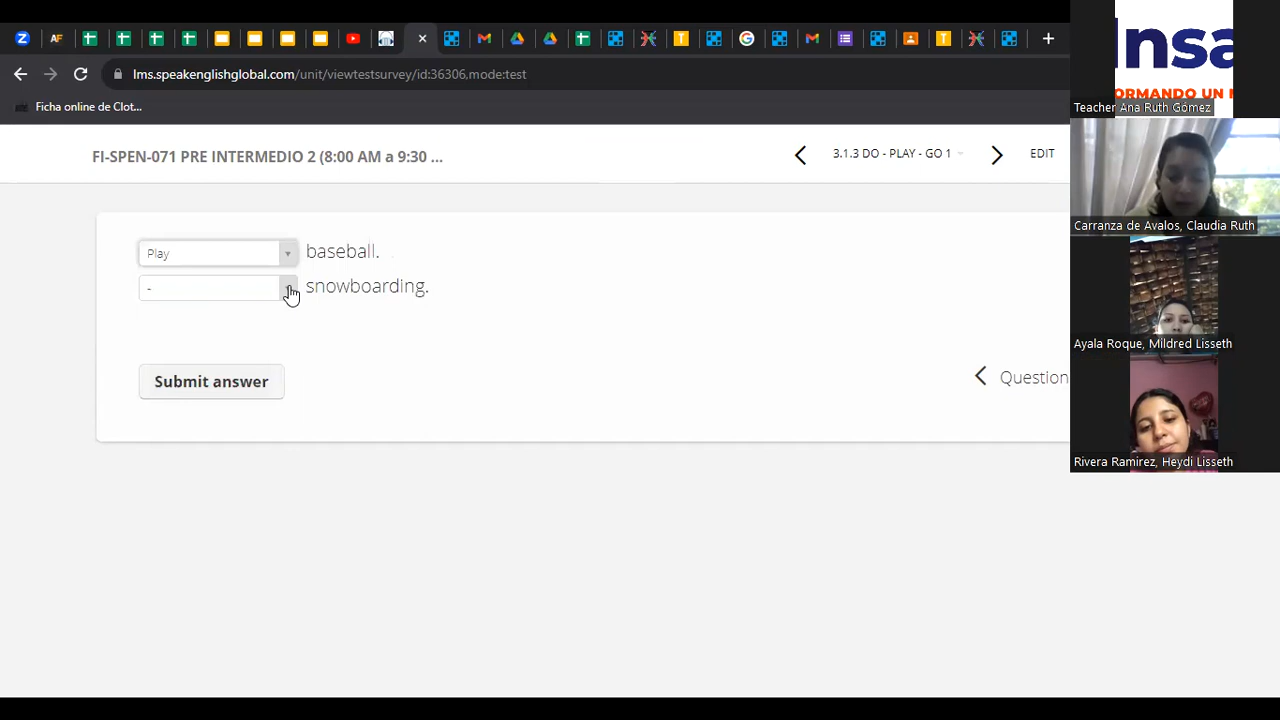 AF
lms.speakenglishglobal.com/unit/viewtestsurvey/id:36306,mode:test
Ficha online de Clot...
FI-SPEN-071 PRE INTERMEDIO 2 (8:00 AM a 9:30 ...
3.1.3 DO - PLAY - GO 1
EDIT
Play
baseball.
-
snowboarding.
Submit answer
Question
Insa
ORMANDO UN
Teacher Ana Ruth Gómez
Carranza de Avalos, Claudia Ruth
Ayala Roque, Mildred Lisseth
Rivera Ramirez, Heydi Lisseth